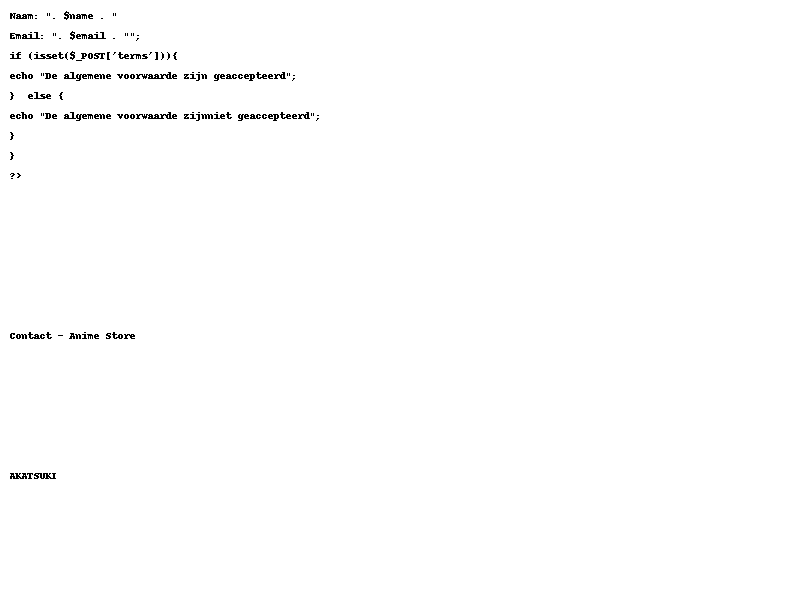 Naam: ". $name . "
Email: ". $email . "";
if (isset($_POST['terms'])){
echo "De algemene voorwaarde zijn geaccepteerd";
}  else {
echo "De algemene voorwaarde zijnniet geaccepteerd";
}
}
?>
Contact - Anime Store
AKATSUKI